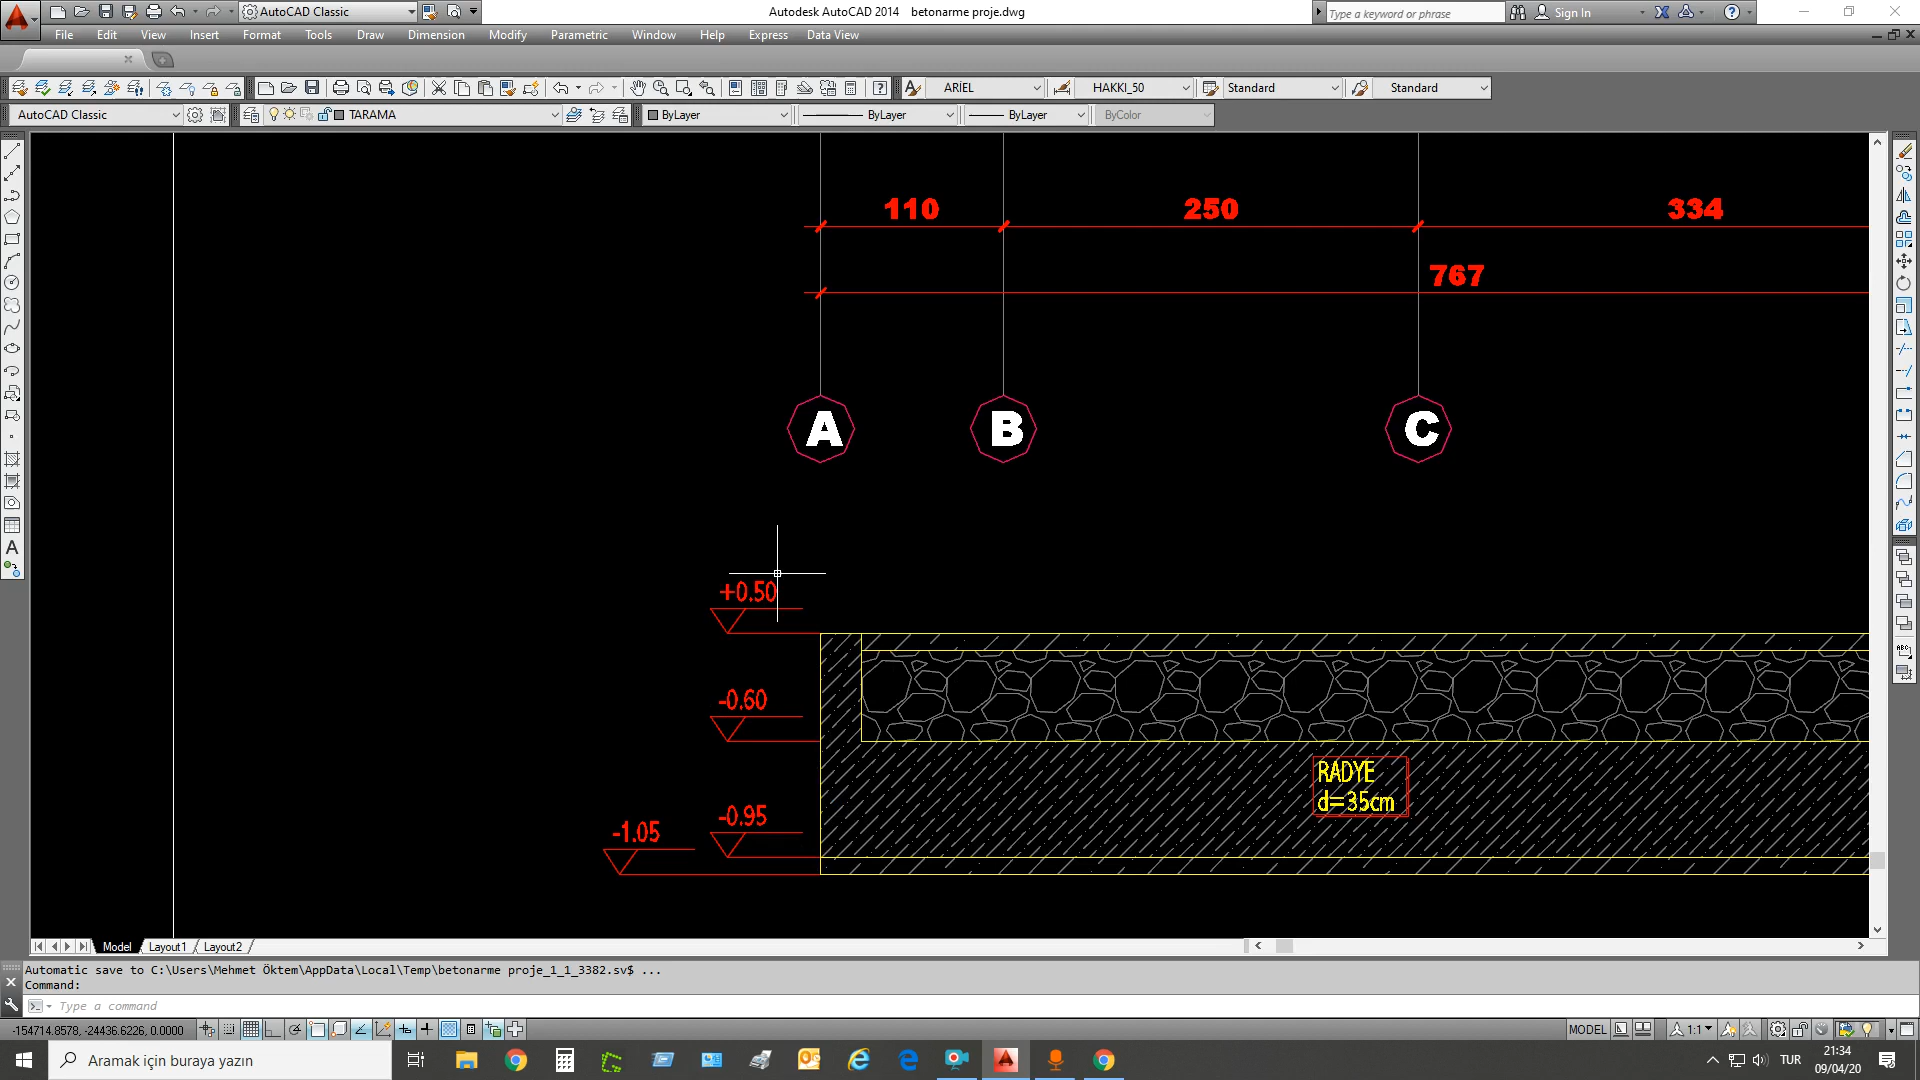 AutoCAD Classic
Autodesk AutoCAD 2014 betonarme proje.dwg
Type a keyword or phrase
Sign In
File Edit View Insert Format Tools Draw Dimension Modify Parametric Window Help Express Data View
ARİEL
HAKKI_50
Standard
Standard
AutoCAD Classic
TARAMA
ByLayer
ByLayer
ByLayer
ByColor
110
250
334
767
A
B
C
+0.50
-0.60
RADYE
d=35cm
-0.95
-1.05
A
Model Layout1 Layout2
Automatic save to C:\Users\Mehmet Öktem\AppData\Local\Temp\betonarme proje_1_1_3382.sv$ ...
Command:
Type a command
-154714.8578, -24436.6226, 0.0000
MODEL
1:1
Aramak için buraya yazın
TUR
21:34
09/04/20